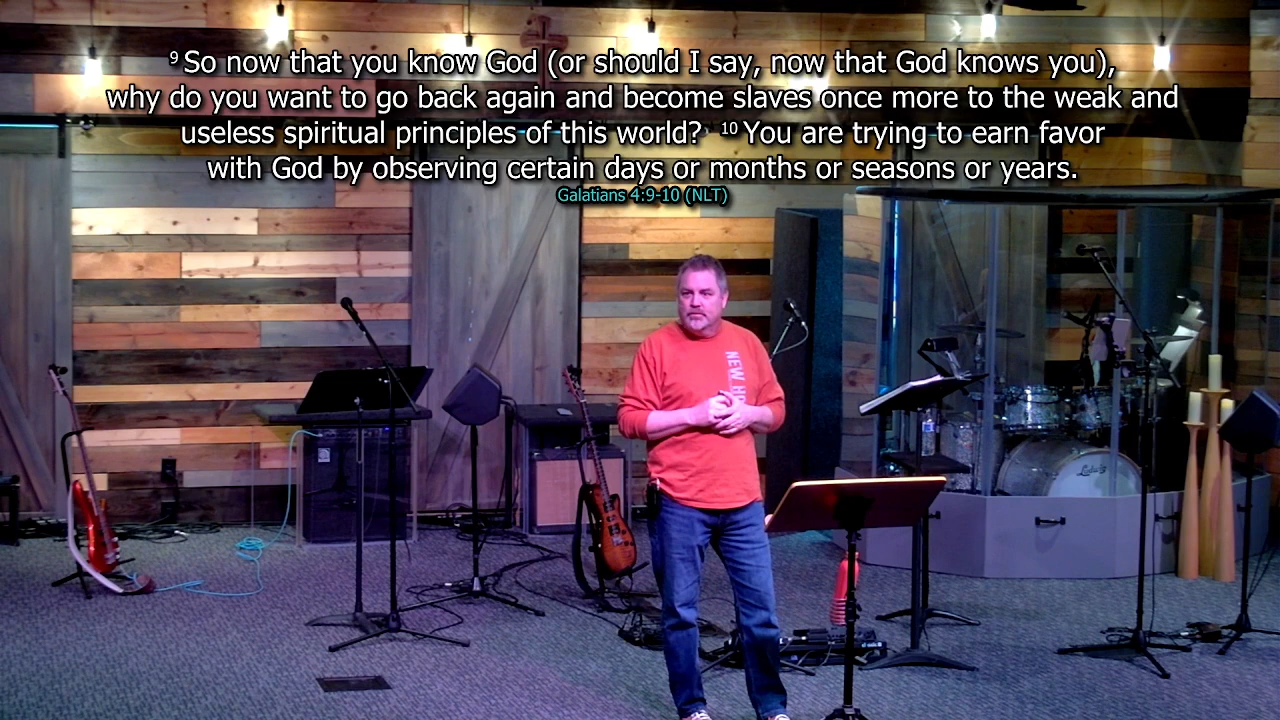 ⁹ So now that you know God (or should I say, now that God knows you),
why do you want to go back again and become slaves once more to the weak and
useless spiritual principles of this world? ¹⁰ You are trying to earn favor
with God by observing certain days or months or seasons or years.
Galatians 4:9-10 (NLT)
NEW
Ludwig